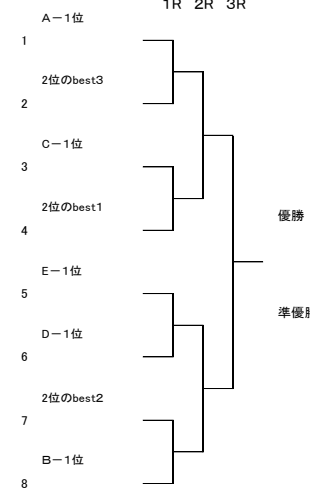 1R 2R 3R
A－1位
1
2位のbest3
2
C－1位
3
2位のbest1
4
優勝
E－1位
5
準優勝
D－1位
6
2位のbest2
7
B－1位
8